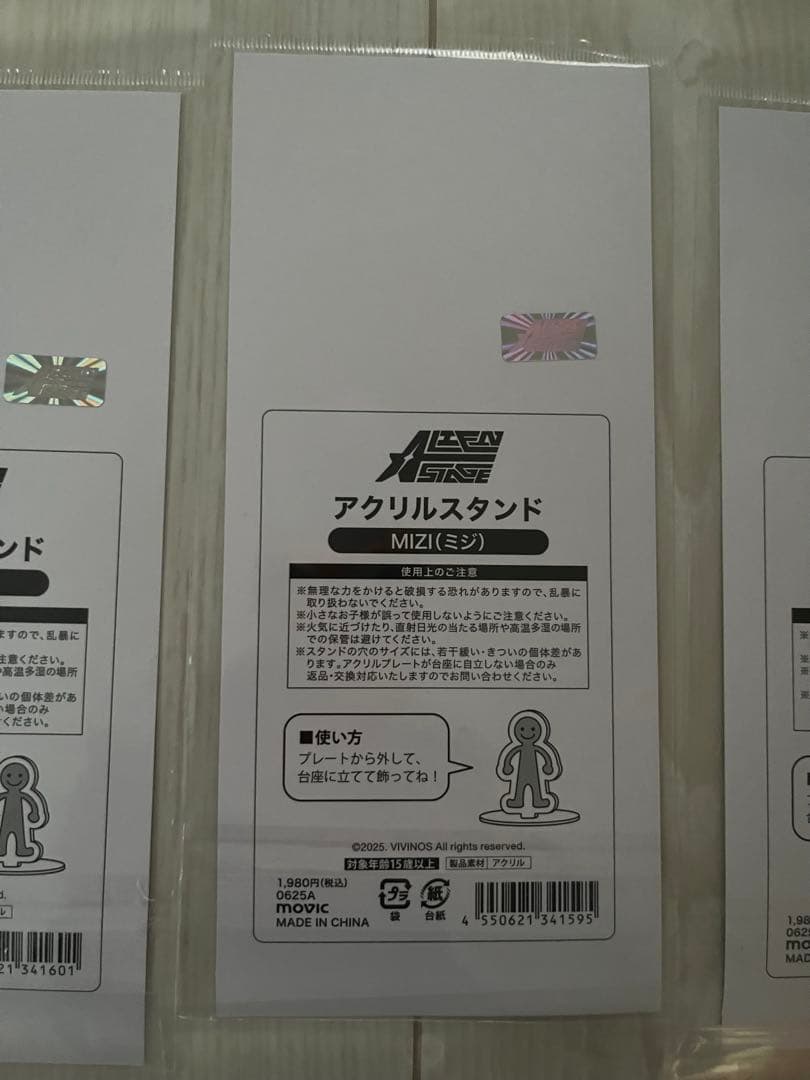 ALIEN
STAGE
アクリルスタンド
MIZI(ミジ)
使用上のご注意
※無理な力をかけると破損する恐れがありますので、乱暴に
取り扱わないでください。
※小さなお子様が誤って使用しないようにご注意ください。
※火気に近づけたり、直射日光の当たる場所や高温多湿の場所
での保管は避けてください。
※スタンドの穴のサイズには、若干緩い・きついの個体差があ
ります。アクリルプレートが台座に自立しない場合のみ
返品・交換対応いたしますのでお問い合わせください。
■使い方
プレートから外して、
台座に立てて飾ってね!
©2025. VIVINOS All rights reserved.
対象年齢15歳以上 製品素材 アクリル
1,980円(税込)
0625A
movic
MADE IN CHINA
プラ
袋
紙
台紙
4 550621 341595
ンド
ますので、乱暴に
注意ください。
や高温多湿の場所
いの個体差があ
い場合のみ
ください。
d.
ル
21 341601
※
※
※
1,98
062
mo
MAD